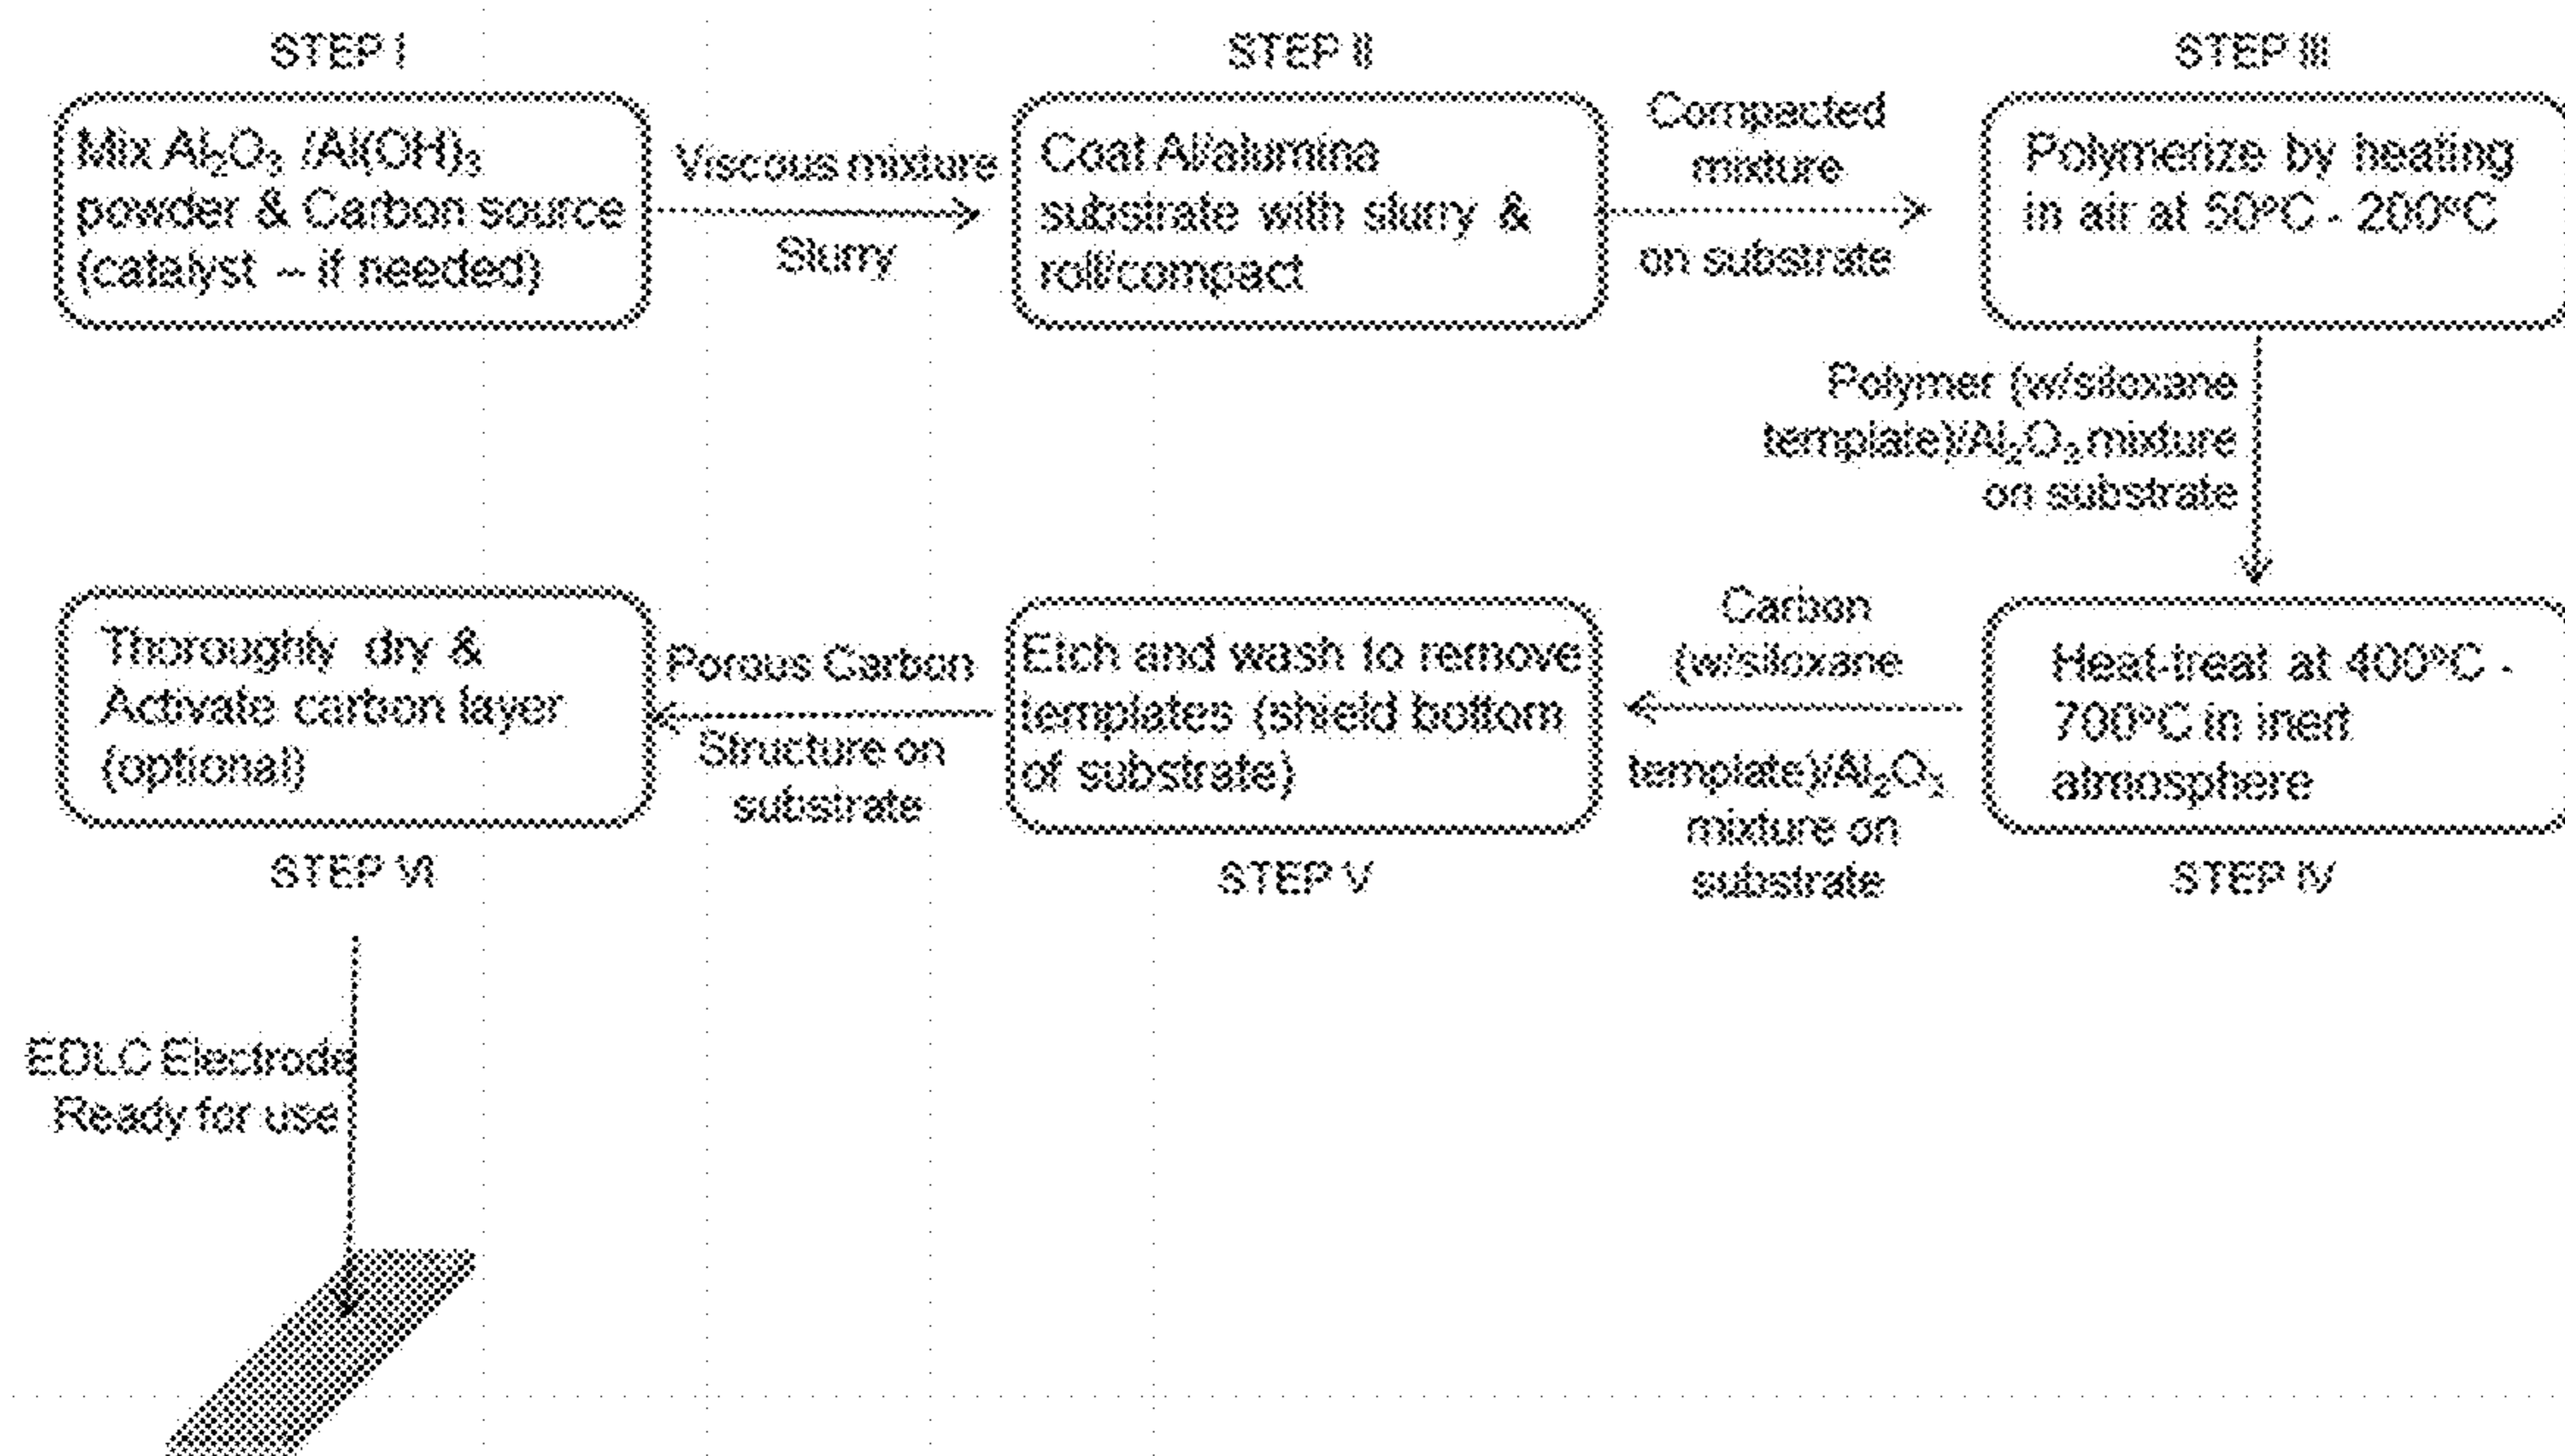 STEP I
Mix Al₂O₃ /Al(OH)₃
powder & Carbon source
(catalyst – if needed)
Viscous mixture
Slurry
STEP II
Coat Al/alumina
substrate with slurry &
roll/compact
Compacted
mixture
on substrate
STEP III
Polymerize by heating
in air at 50ºC - 200ºC
Polymer (w/siloxane
template)/Al₂O₃ mixture
on substrate
Heat-treat at 400ºC -
700ºC in inert
atmosphere
STEP IV
Carbon
(w/siloxane
template)/Al₂O₃
mixture on
substrate
Etch and wash to remove
templates (shield bottom
of substrate)
STEP V
Porous Carbon
Structure on
substrate
Thoroughly dry &
Activate carbon layer
(optional)
STEP VI
EDLC Electrode
Ready for use